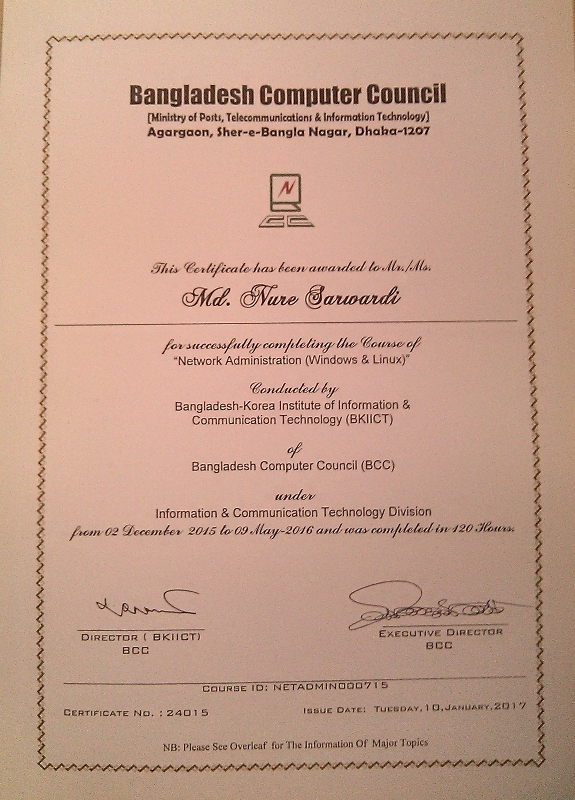 Bangladesh Computer Council
[Ministry of Posts, Telecommunications & Information Technology]
Agargaon, Sher-e-Bangla Nagar, Dhaka-1207
N
CC
This Certificate has been awarded to Mr./Ms.
Md. Nure Sarwardi
for successfully completing the Course of
"Network Administration (Windows & Linux)"
Conducted by
Bangladesh-Korea Institute of Information &
Communication Technology (BKIICT)
of
Bangladesh Computer Council (BCC)
under
Information & Communication Technology Division
from 02 December 2015 to 09 May-2016 and was completed in 120 Hours.
DIRECTOR ( BKIICT) EXECUTIVE DIRECTOR
BCC BCC
COURSE ID: NETADMIN000715
CERTIFICATE NO. : 24015 ISSUE DATE: TUESDAY,10,JANUARY,2017
NB: Please See Overleaf for The Information Of Major Topics